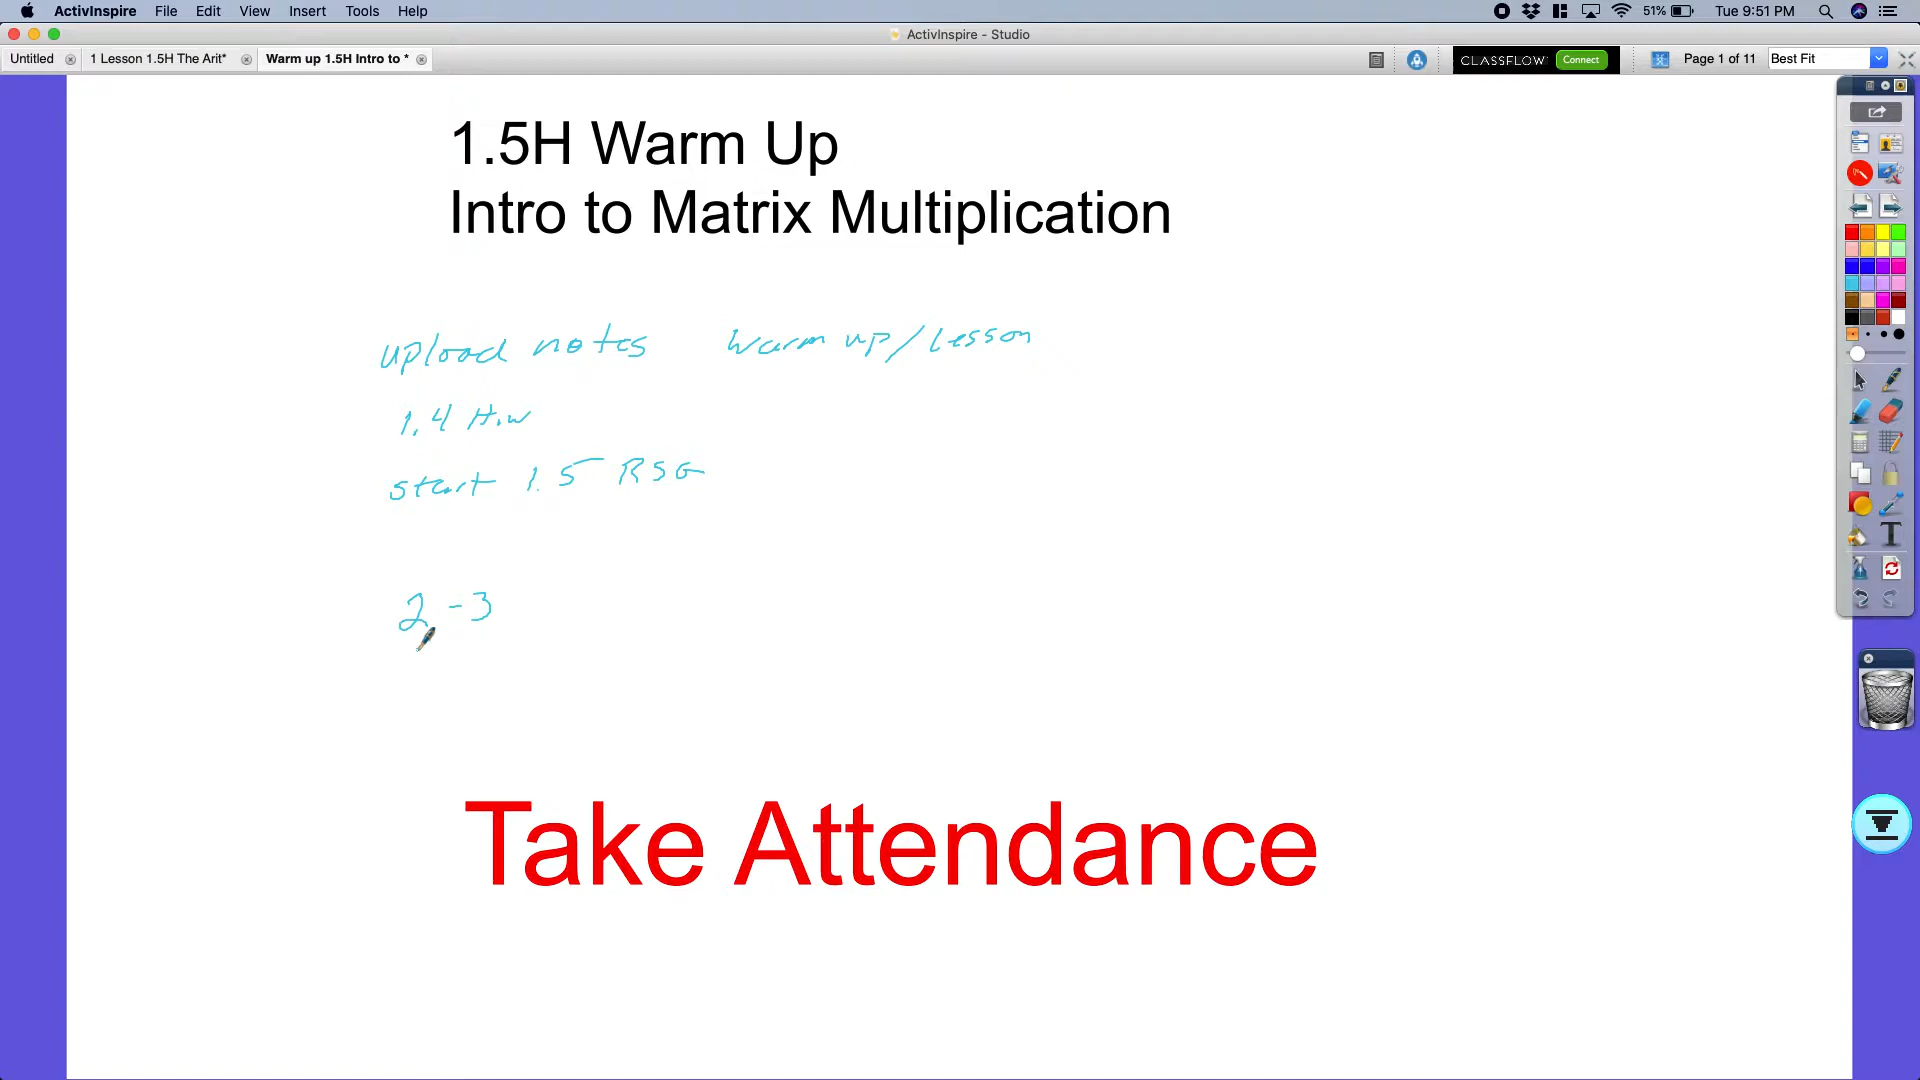 ActivInspire File Edit View Insert Tools Help 51% Tue 9:51 PM
ActivInspire - Studio
Untitled 1 Lesson 1.5H The Arit* Warm up 1.5H Intro to * CLASSFLOW Connect Page 1 of 11 Best Fit
1.5H Warm Up
Intro to Matrix Multiplication
upload notes Warm up/Lesson
1.4 H.w
start 1.5 RSG
2 -3
Take Attendance